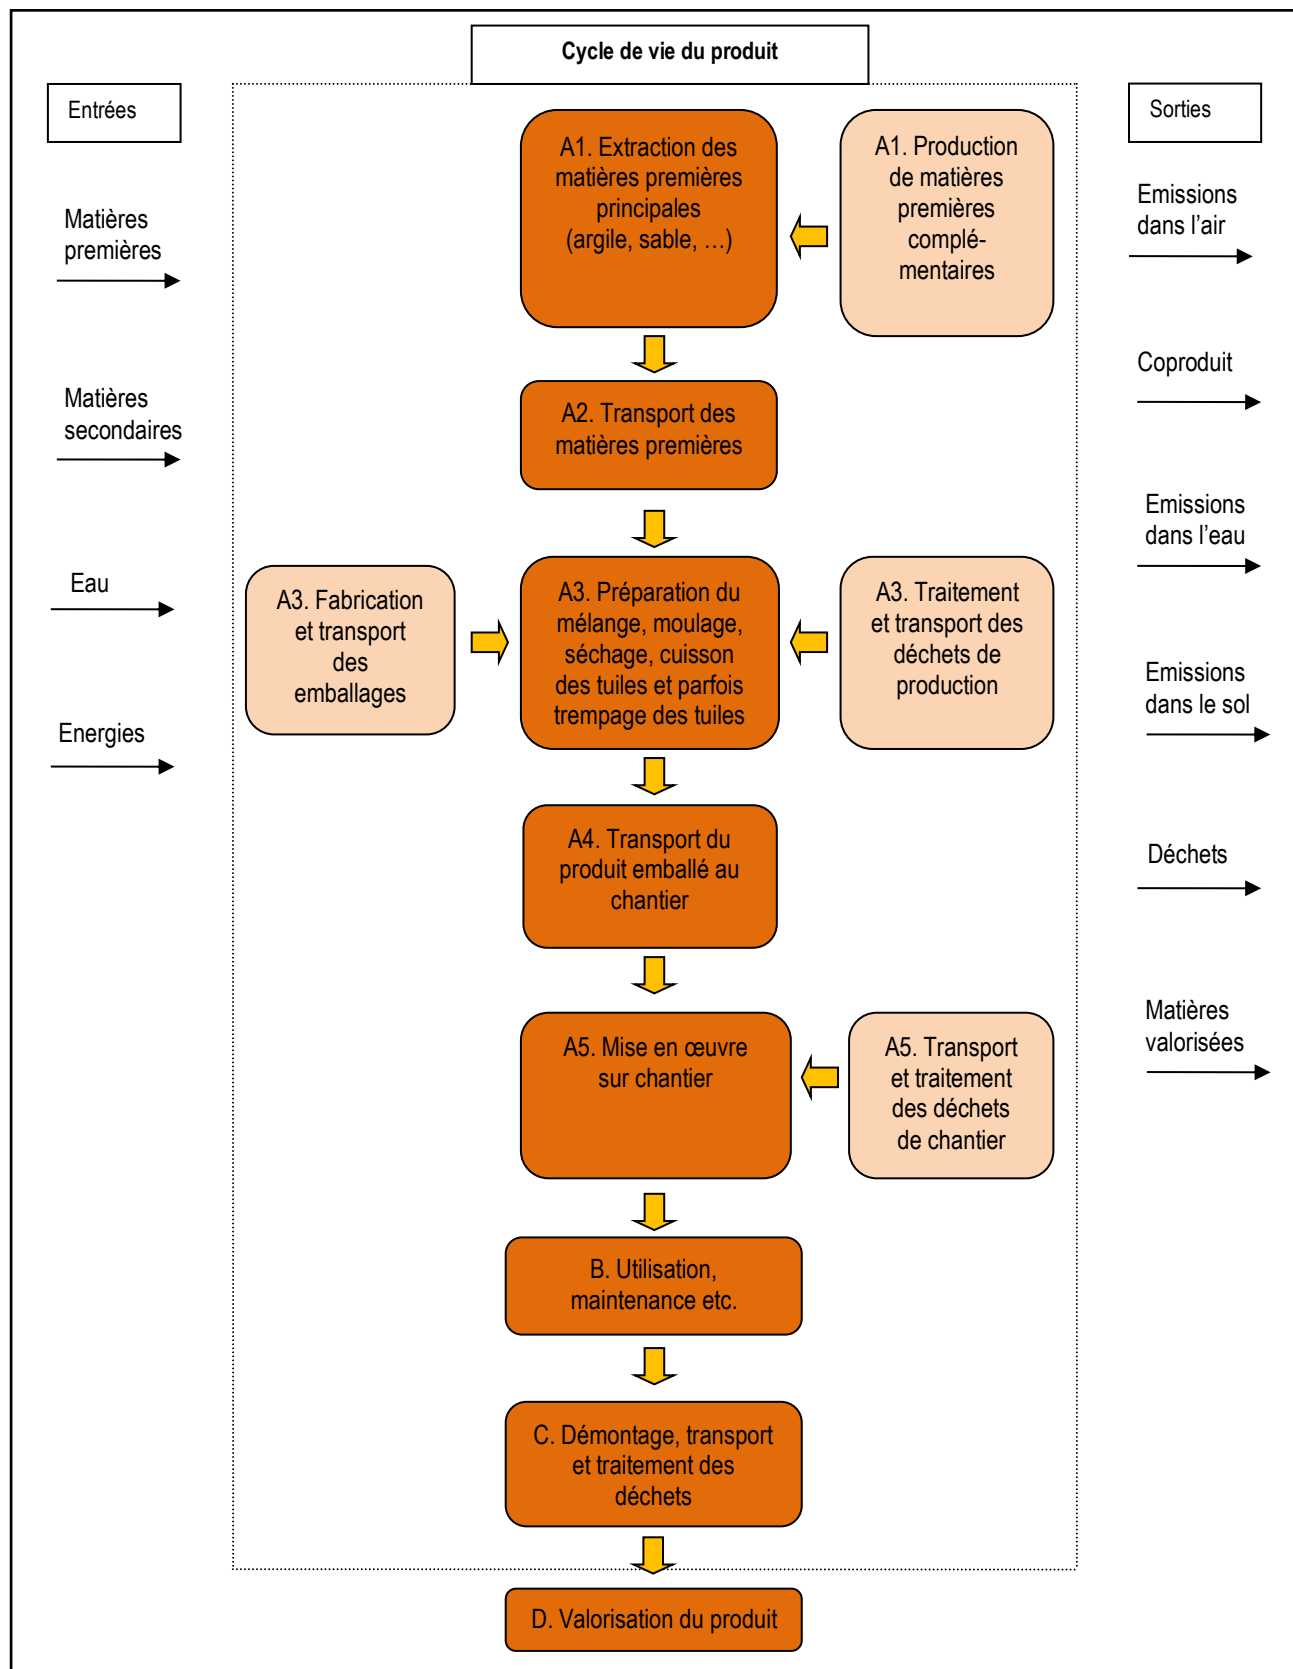 Cycle de vie du produit
Entrées
Matières
premières
Matières
secondaires
Eau
Energies
A1. Extraction des
matières premières
principales
(argile, sable, …)
A1. Production
de matières
premières
complé-
mentaires
A2. Transport des
matières premières
A3. Fabrication
et transport
des
emballages
A3. Préparation du
mélange, moulage,
séchage, cuisson
des tuiles et parfois
trempage des tuiles
A3. Traitement
et transport des
déchets de
production
A4. Transport du
produit emballé au
chantier
A5. Mise en œuvre
sur chantier
A5. Transport
et traitement
des déchets
de chantier
B. Utilisation,
maintenance etc.
C. Démontage, transport
et traitement des
déchets
D. Valorisation du produit
Sorties
Emissions
dans l’air
Coproduit
Emissions
dans l’eau
Emissions
dans le sol
Déchets
Matières
valorisées